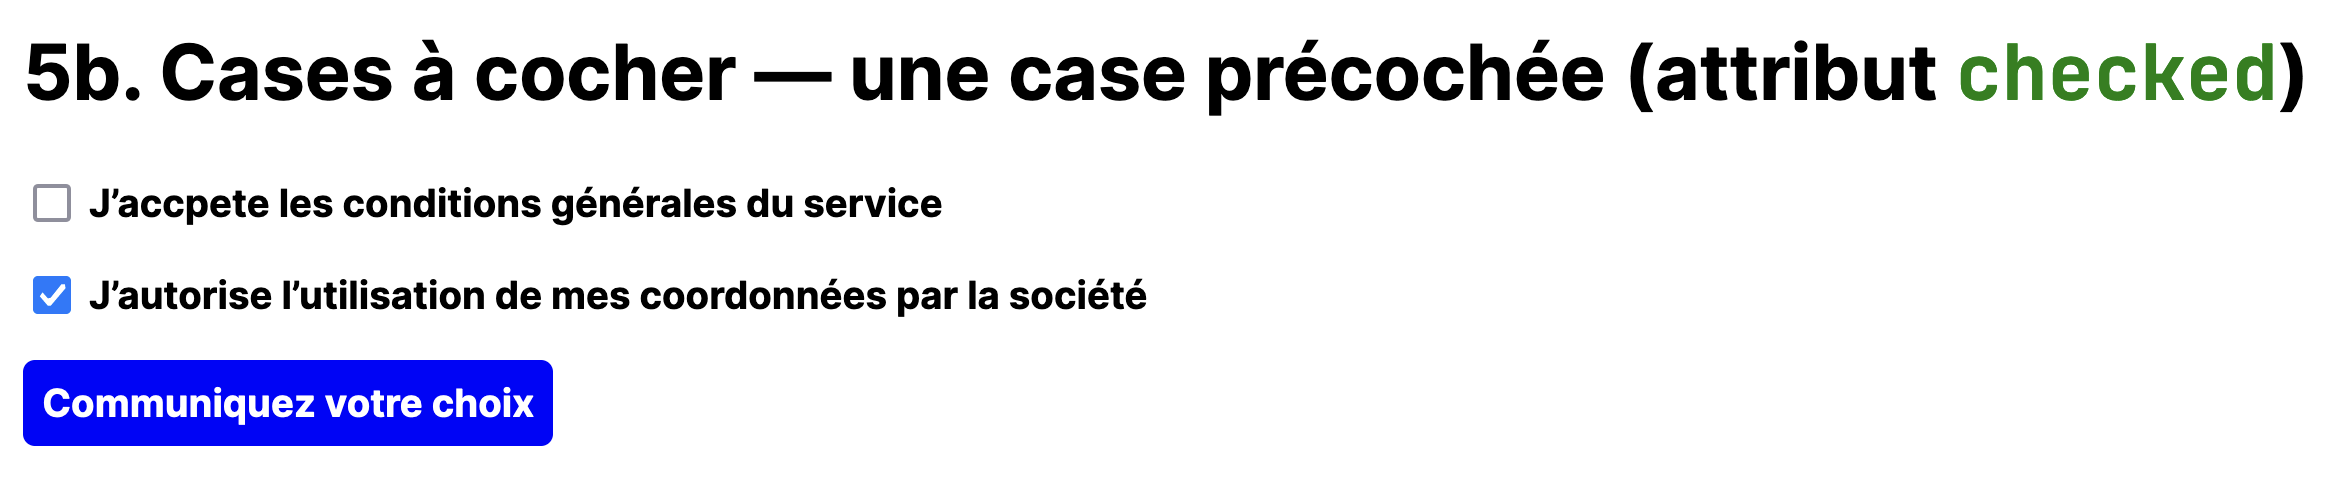 5b. Cases à cocher — une case précochée (attribut checked)
J’accpete les conditions générales du service
J’autorise l’utilisation de mes coordonnées par la société
Communiquez votre choix